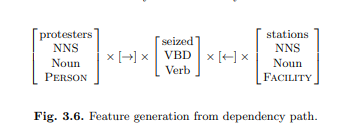 protesters
NNS
Noun
PERSON
× [→] ×
seized
VBD
Verb
× [←] ×
stations
NNS
Noun
FACILITY
Fig. 3.6. Feature generation from dependency path.